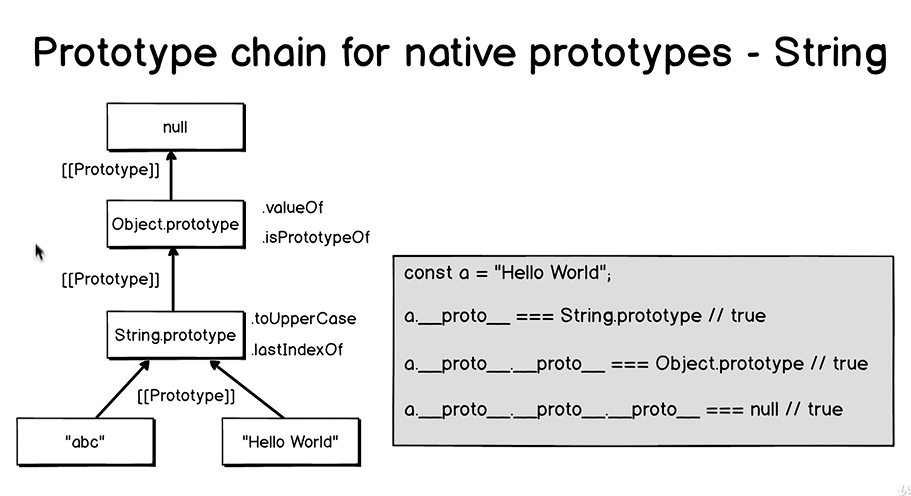 Prototype chain for native prototypes - String
null
[[Prototype]]
Object.prototype
.valueOf
.isPrototypeOf
[[Prototype]]
String.prototype
.toUpperCase
.lastIndexOf
[[Prototype]]
"abc"
"Hello World"
const a = "Hello World";
a.__proto__ === String.prototype // true
a.__proto__.__proto__ === Object.prototype // true
a.__proto__.__proto__.__proto__ === null // true